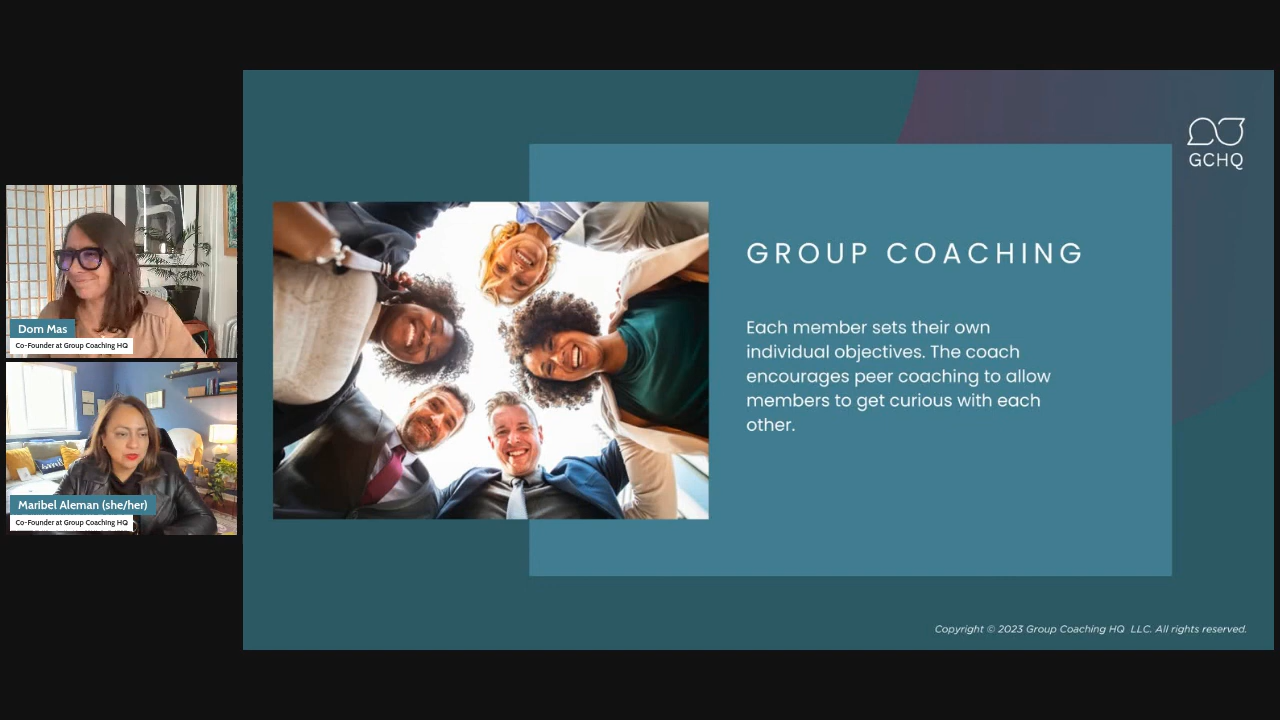 GCHQ
GROUP COACHING
Each member sets their own
individual objectives. The coach
encourages peer coaching to allow
members to get curious with each
other.
Dom Mas
Co-Founder at Group Coaching HQ
Maribel Aleman (she/her)
Co-Founder at Group Coaching HQ
Copyright © 2023 Group Coaching HQ LLC. All rights reserved.